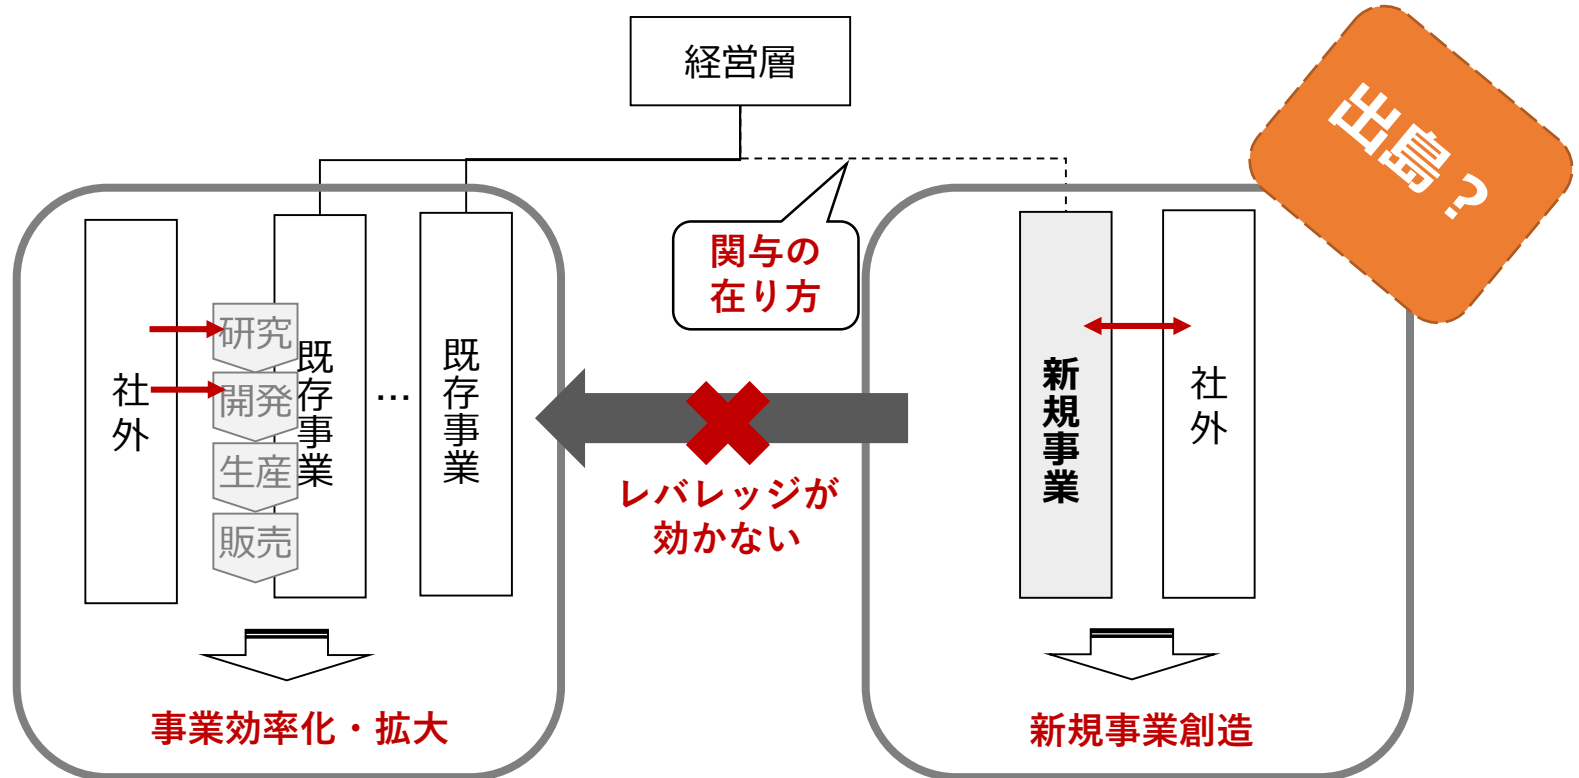 経営層
出島？
関与の
在り方
社外
研究
開発
生産
販売
既存事業
…
既存事業
レバレッジが
効かない
新規事業
社外
事業効率化・拡大
新規事業創造